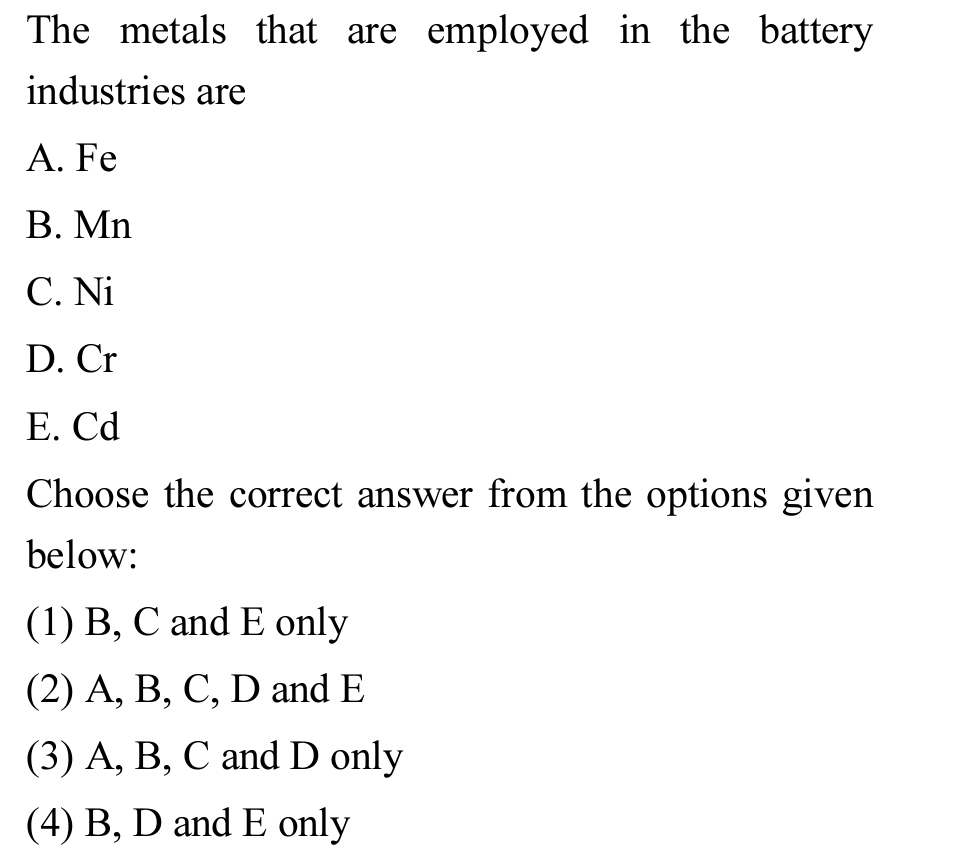 The metals that are employed in the battery
industries are
A. Fe
B. Mn
C. Ni
D. Cr
E. Cd
Choose the correct answer from the options given
below:
(1) B, C and E only
(2) A, B, C, D and E
(3) A, B, C and D only
(4) B, D and E only